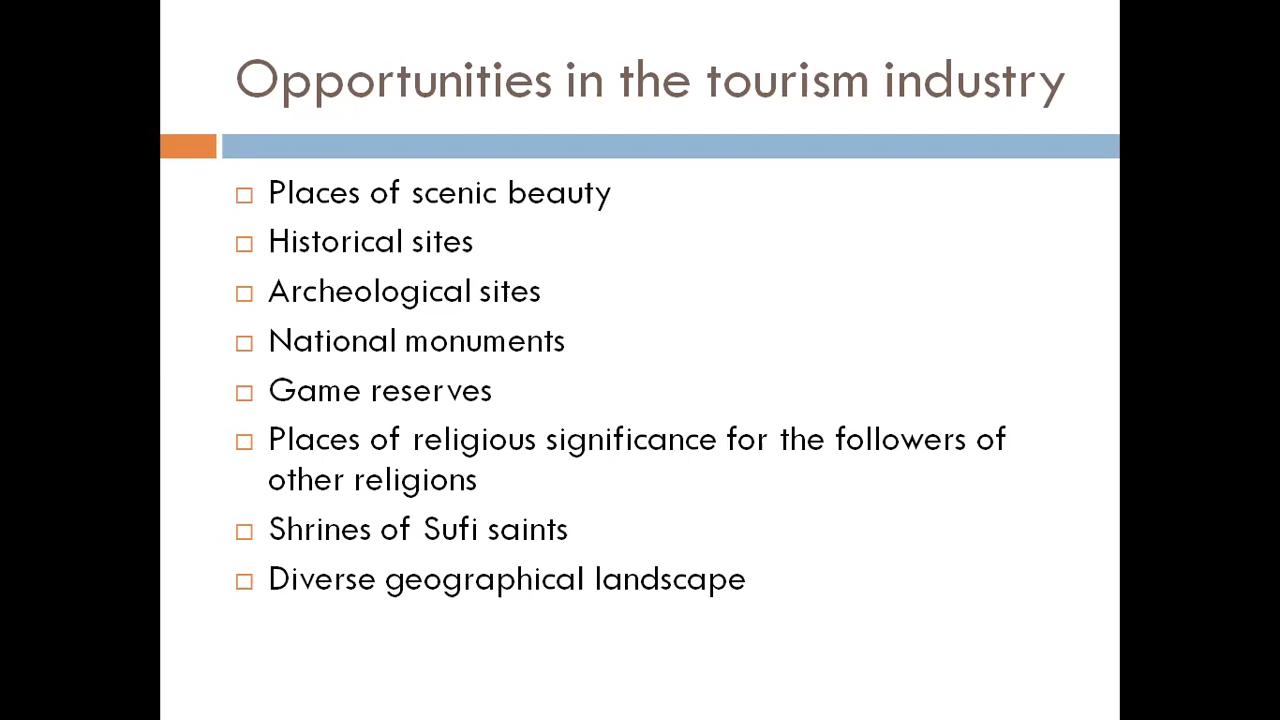 Opportunities in the tourism industry
Places of scenic beauty
Historical sites
Archeological sites
National monuments
Game reserves
Places of religious significance for the followers of
other religions
Shrines of Sufi saints
Diverse geographical landscape